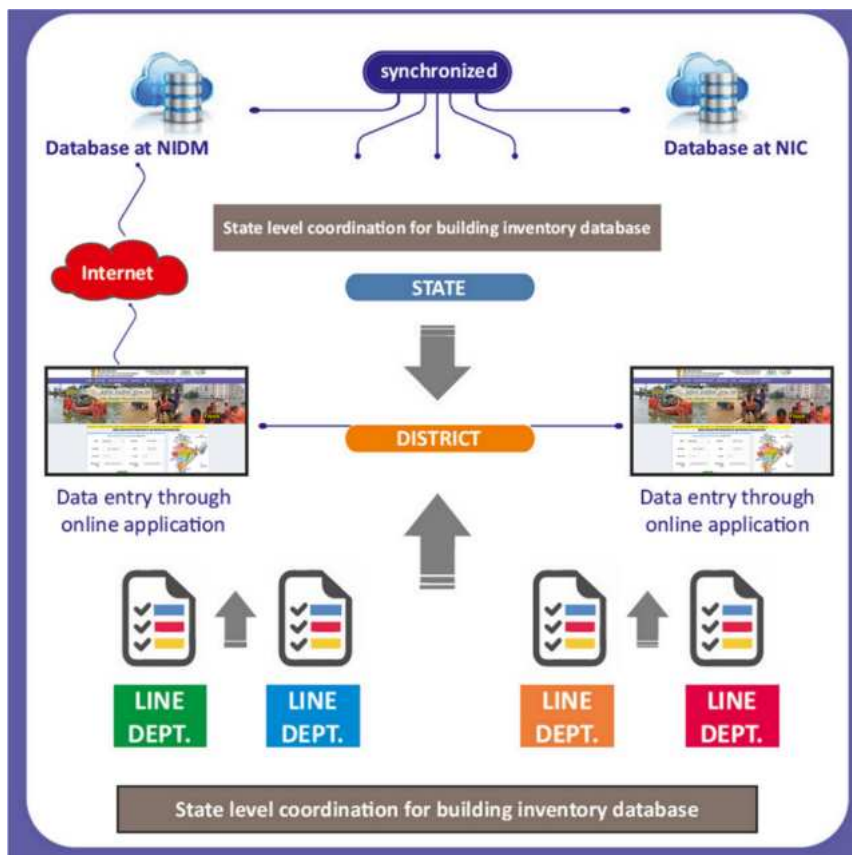 synchronized
Database at NIDM
Database at NIC
State level coordination for building inventory database
Internet
STATE
DISTRICT
Data entry through
online application
Data entry through
online application
LINE
DEPT.
LINE
DEPT.
LINE
DEPT.
LINE
DEPT.
State level coordination for building inventory database